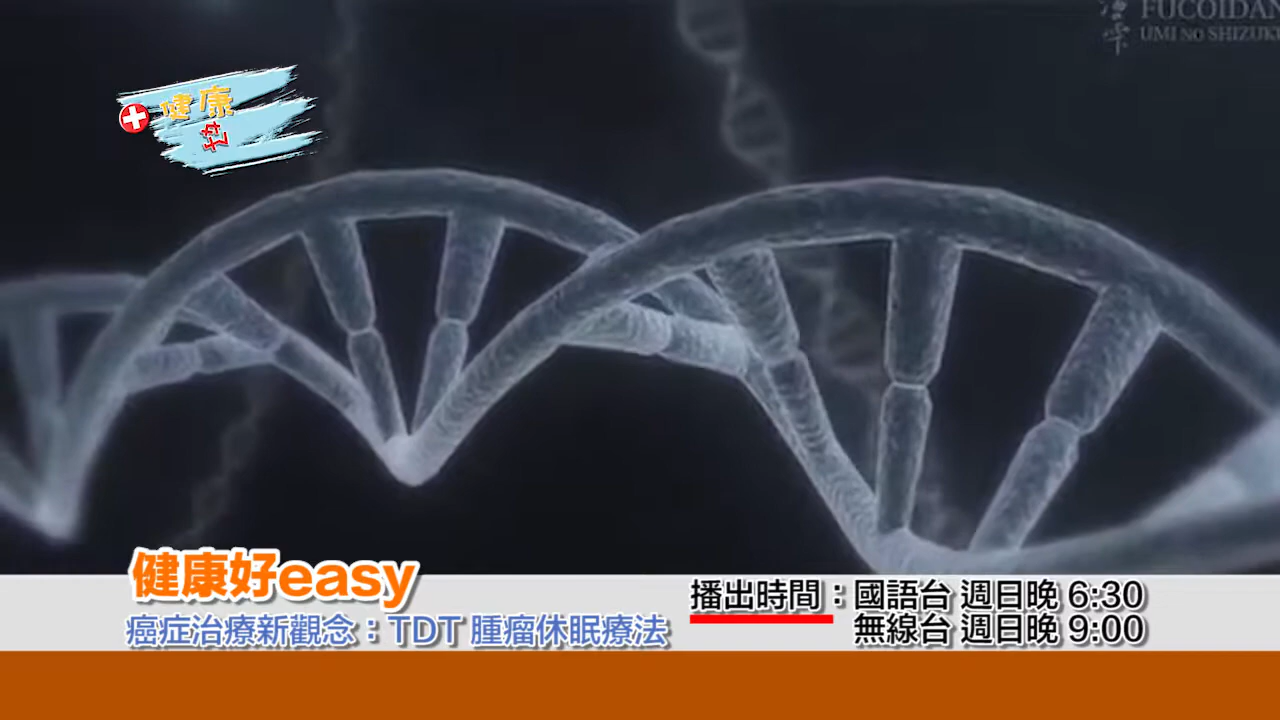 FUCOIDAN
UMI NO SHIZUKU
健康
好
健康好easy
癌症治療新觀念：TDT 腫瘤休眠療法
播出時間：國語台 週日晚 6:30
無線台 週日晚 9:00